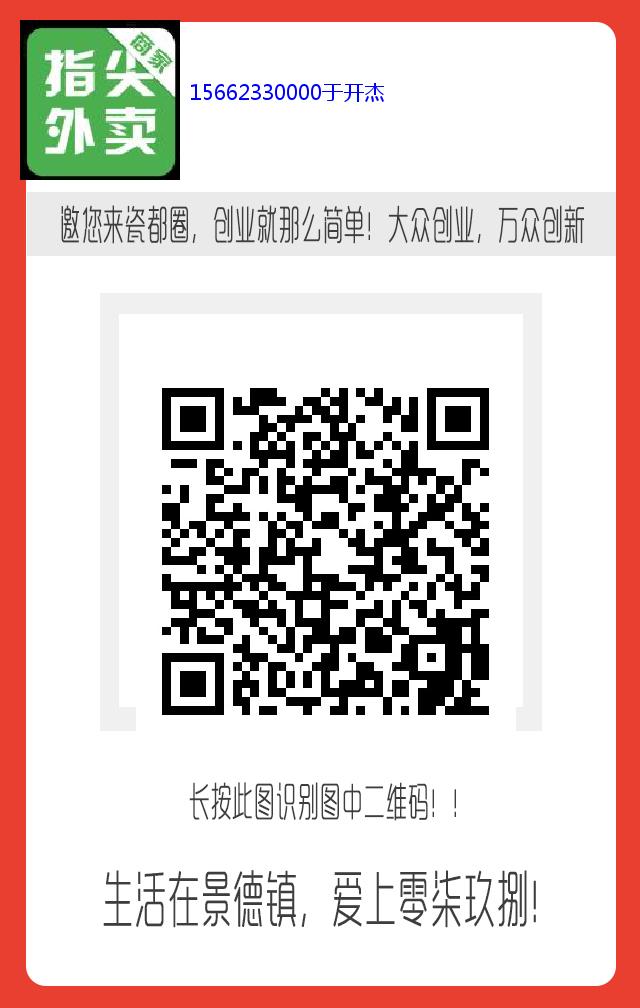 商家
指尖
外卖
15662330000于开杰
邀您来瓷都圈，创业就那么简单！大众创业，万众创新
长按此图识别图中二维码！！
生活在景德镇，爱上零柒玖捌！